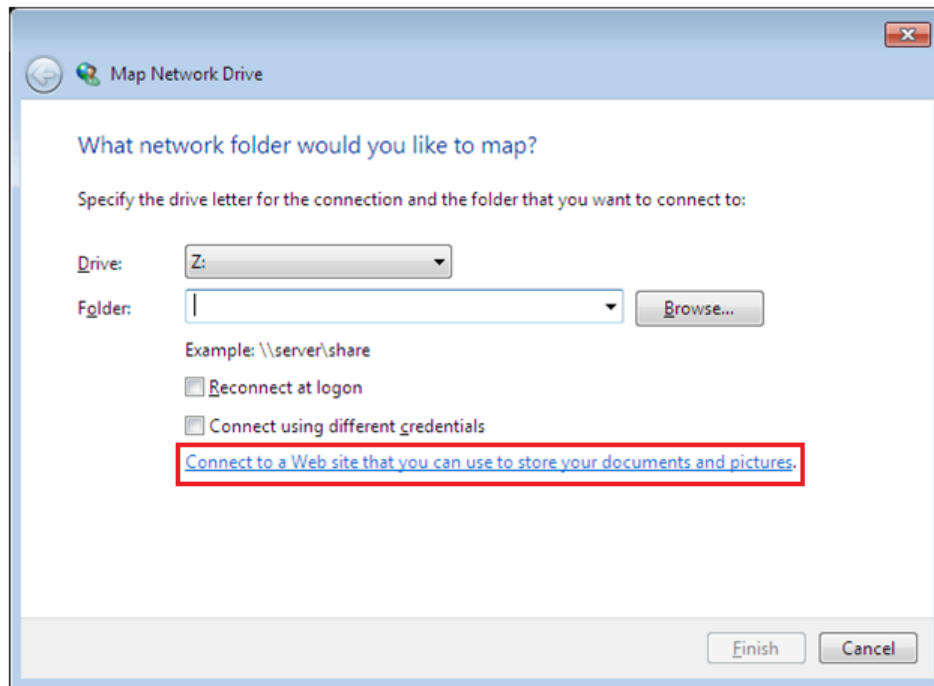 Map Network Drive
What network folder would you like to map?
Specify the drive letter for the connection and the folder that you want to connect to:
Drive: Z:
Folder: Browse...
Example: \\server\share
Reconnect at logon
Connect using different credentials
Connect to a Web site that you can use to store your documents and pictures.
Finish Cancel